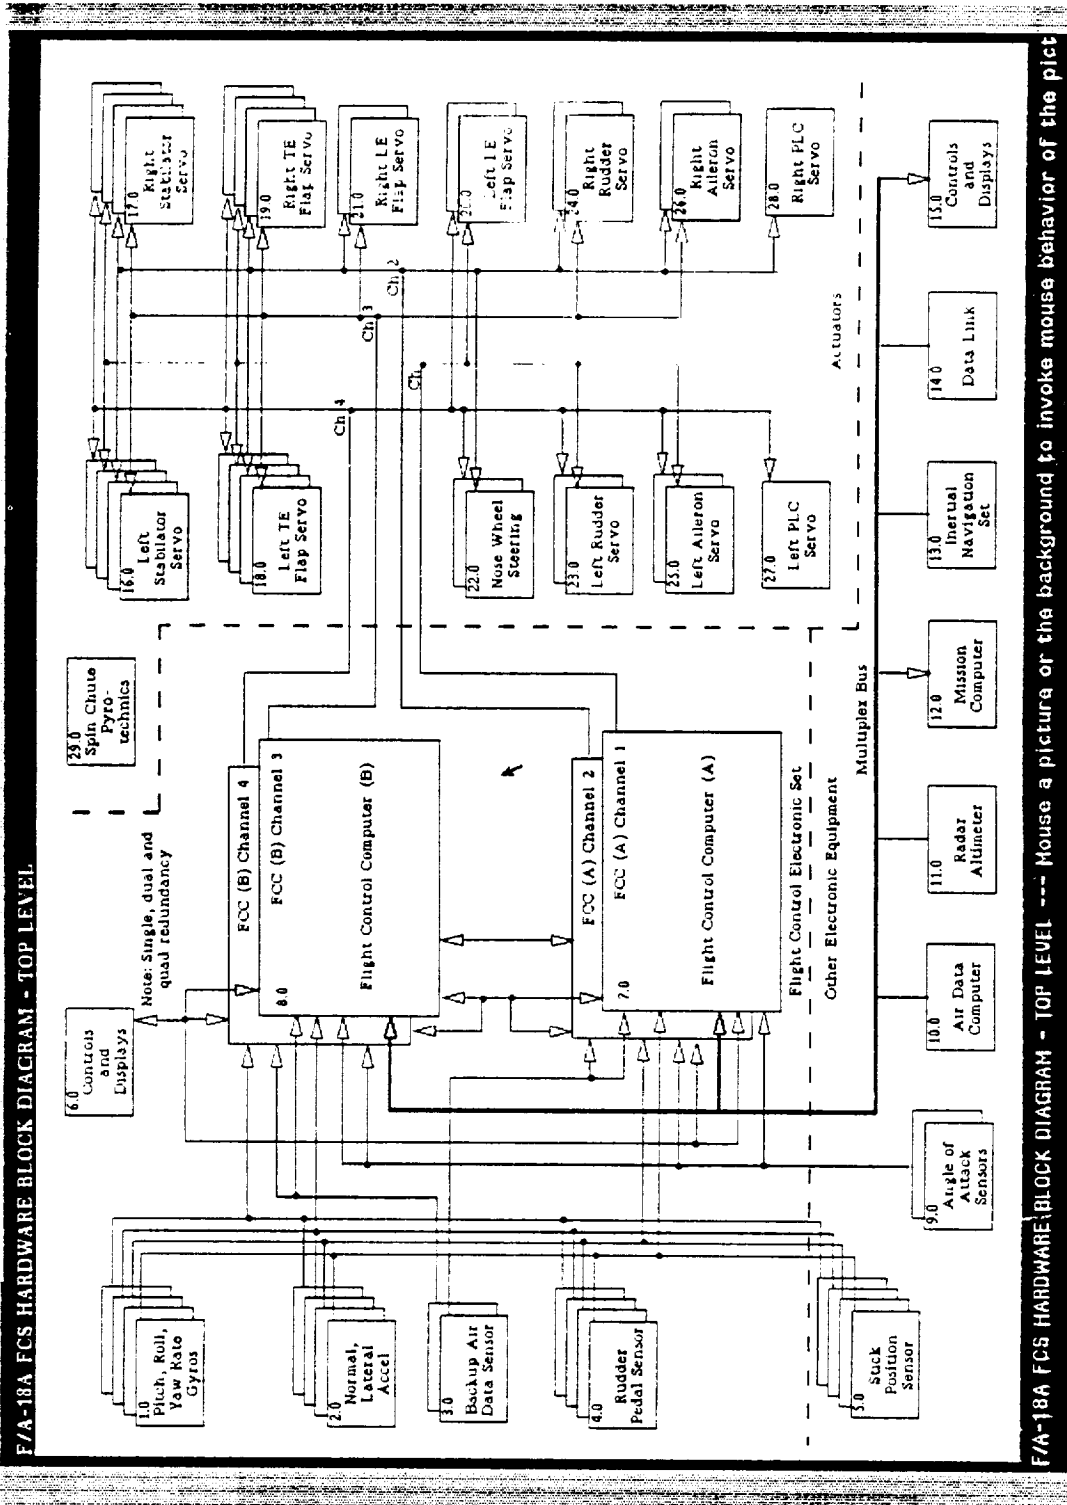 F/A-18A FCS HARDWARE BLOCK DIAGRAM - TOP LEVEL
1.0
Pitch, Roll,
Yaw Rate
Gyros
2.0
Normal,
Lateral
Accel
3.0
Backup Air
Data Sensor
4.0
Rudder
Pedal Sensor
5.0
Stick
Position
Sensor
6.0
Controls
and
Displays
Note: Single, dual and
quad redundancy
29.0
Spin Chute
Pyro-
technics
FCC (B) Channel 4
FCC (B) Channel 3
Flight Control Computer (B)
8.0
FCC (A) Channel 2
FCC (A) Channel 1
Flight Control Computer (A)
7.0
Flight Control Electronic Set
Other Electronic Equipment
Multiplex Bus
Actuators
Ch 4
Ch
Ch 3
Ch 2
16.0
Left
Stabilator
Servo
17.0
Right
Stabilator
Servo
18.0
Left TE
Flap Servo
19.0
Right TE
Flap Servo
21.0
Right LE
Flap Servo
Left LE
Flap Servo
22.0
Nose Wheel
Steering
23.0
Left Rudder
Servo
24.0
Right
Rudder
Servo
25.0
Left Aileron
Servo
26.0
Right
Aileron
Servo
27.0
Left PLC
Servo
28.0
Right PLC
Servo
9.0
Angle of
Attack
Sensors
10.0
Air Data
Computer
11.0
Radar
Altimeter
12.0
Mission
Computer
13.0
Inertial
Navigation
Set
14.0
Data Link
15.0
Controls
and
Displays
F/A-18A FCS HARDWARE BLOCK DIAGRAM - TOP LEVEL --- Mouse a picture or the background to invoke mouse behavior of the pict